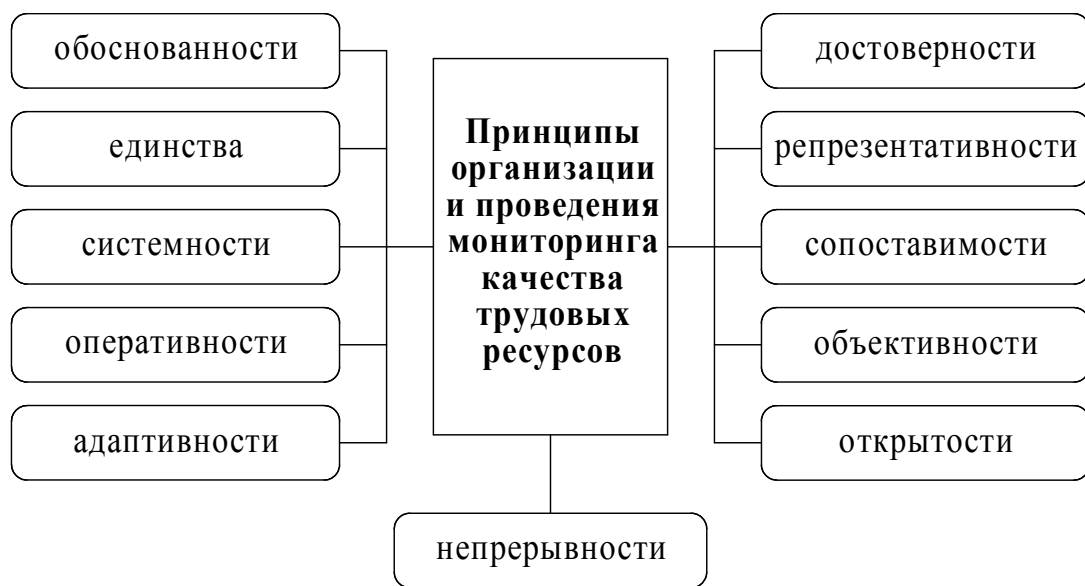 обоснованности
единства
системности
оперативности
адаптивности
Принципы
организации
и проведения
мониторинга
качества
трудовых
ресурсов
достоверности
репрезентативности
сопоставимости
объективности
открытости
непрерывности